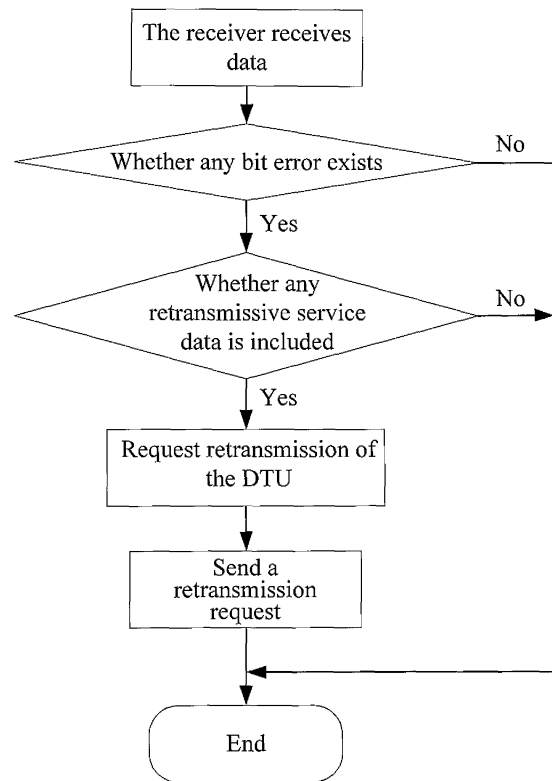 The receiver receives
data
Whether any bit error exists
No
Yes
Whether any
retransmissive service
data is included
No
Yes
Request retransmission of
the DTU
Send a
retransmission
request
End